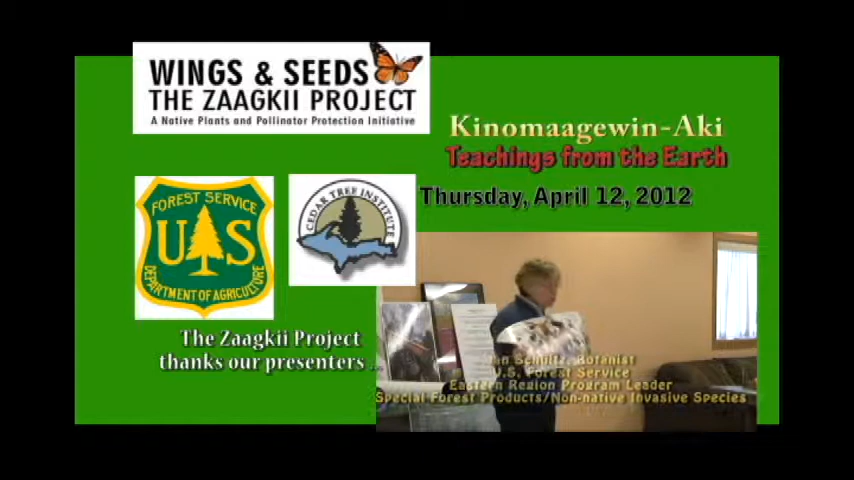 WINGS & SEEDS
THE ZAAGKII PROJECT
A Native Plants and Pollinator Protection Initiative
Kinomaagewin-Aki
Teachings from the Earth
Thursday, April 12, 2012
FOREST SERVICE
U S
DEPARTMENT OF AGRICULTURE
CEDAR TREE INSTITUTE
The Zaagkii Project
thanks our presenters ...
Schultz, Botanist
U.S. Forest Service
Eastern Region Program Leader
Special Forest Products/Non-native Invasive Species